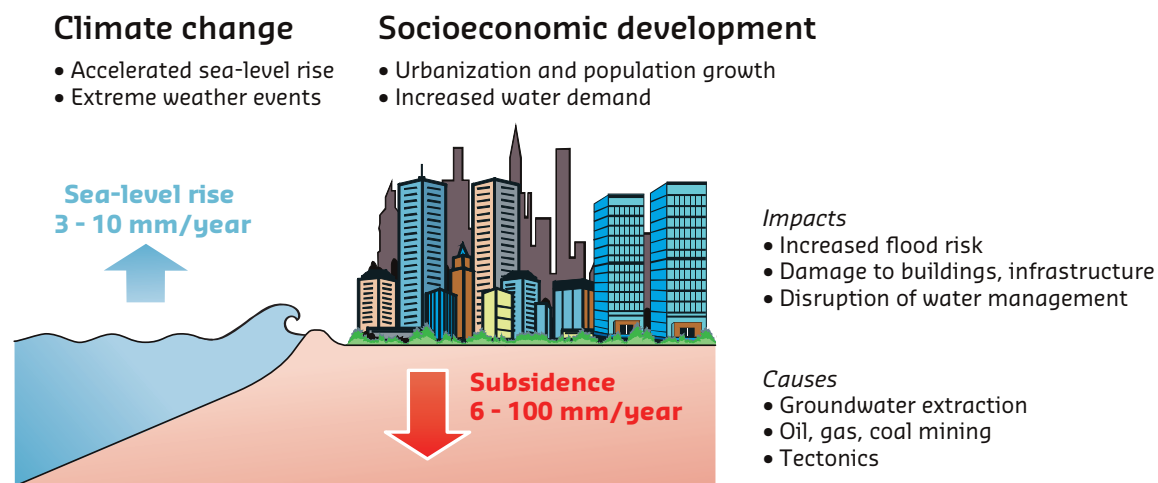 Climate change
• Accelerated sea-level rise
• Extreme weather events
Socioeconomic development
• Urbanization and population growth
• Increased water demand
Sea-level rise
3 - 10 mm/year
Impacts
• Increased flood risk
• Damage to buildings, infrastructure
• Disruption of water management
Subsidence
6 - 100 mm/year
Causes
• Groundwater extraction
• Oil, gas, coal mining
• Tectonics